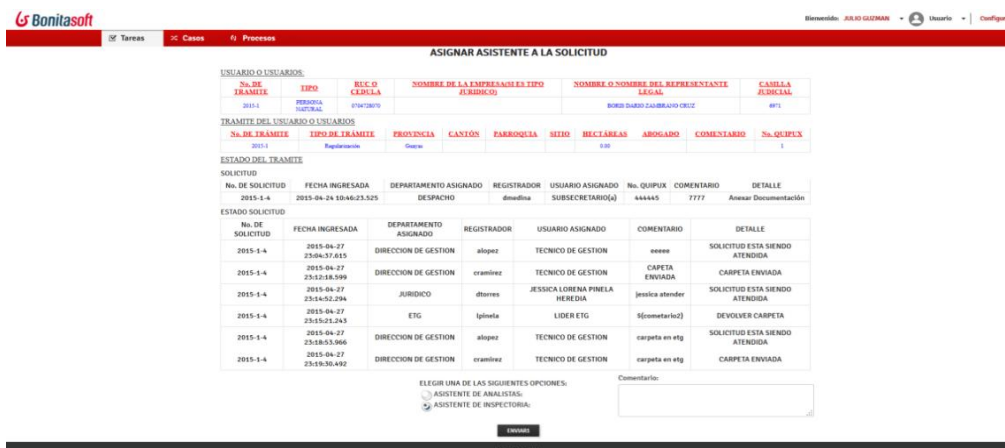 Bonitasoft
Bienvenido: JULIO GUZMAN Usuario Configur
Tareas Casos Procesos
ASIGNAR ASISTENTE A LA SOLICITUD
USUARIO O USUARIOS:
No. DE TRAMITE TIPO RUC O CEDULA NOMBRE DE LA EMPRESA(SI ES TIPO JURIDICO) NOMBRE O NOMBRE DEL REPRESENTANTE LEGAL CASILLA JUDICIAL
2015-1 PERSONA NATURAL 0704728070 BORIS DARIO ZAMBRANO CRUZ 4971
TRAMITE DEL USUARIO O USUARIOS
No. DE TRÁMITE TIPO DE TRÁMITE PROVINCIA CANTÓN PARROQUIA SITIO HECTÁREAS ABOGADO COMENTARIO No. QUIPUX
2015-1 Regularización Guayas 0.00 1
ESTADO DEL TRAMITE
SOLICITUD
No. DE SOLICITUD FECHA INGRESADA DEPARTAMENTO ASIGNADO REGISTRADOR USUARIO ASIGNADO No. QUIPUX COMENTARIO DETALLE
2015-1-4 2015-04-24 10:46:23.525 DESPACHO dmedina SUBSECRETARIO(a) 444445 7777 Anexar Documentación
ESTADO SOLICITUD
No. DE SOLICITUD FECHA INGRESADA DEPARTAMENTO ASIGNADO REGISTRADOR USUARIO ASIGNADO COMENTARIO DETALLE
2015-1-4 2015-04-27 23:04:37.615 DIRECCION DE GESTION alopez TECNICO DE GESTION eeeee SOLICITUD ESTA SIENDO ATENDIDA
2015-1-4 2015-04-27 23:12:18.599 DIRECCION DE GESTION cramirez TECNICO DE GESTION CAPETA ENVIADA CARPETA ENVIADA
2015-1-4 2015-04-27 23:14:52.294 JURIDICO dtorres JESSICA LORENA PINELA HEREDIA jessica atender SOLICITUD ESTA SIENDO ATENDIDA
2015-1-4 2015-04-27 23:15:21.243 ETG lpinela LIDER ETG S(cometario2) DEVOLVER CARPETA
2015-1-4 2015-04-27 23:18:53.966 DIRECCION DE GESTION alopez TECNICO DE GESTION carpeta en etg SOLICITUD ESTA SIENDO ATENDIDA
2015-1-4 2015-04-27 23:19:30.492 DIRECCION DE GESTION cramirez TECNICO DE GESTION carpeta en etg CARPETA ENVIADA
ELEGIR UNA DE LAS SIGUIENTES OPCIONES: Comentario:
ASISTENTE DE ANALISTAS:
ASISTENTE DE INSPECTORIA: